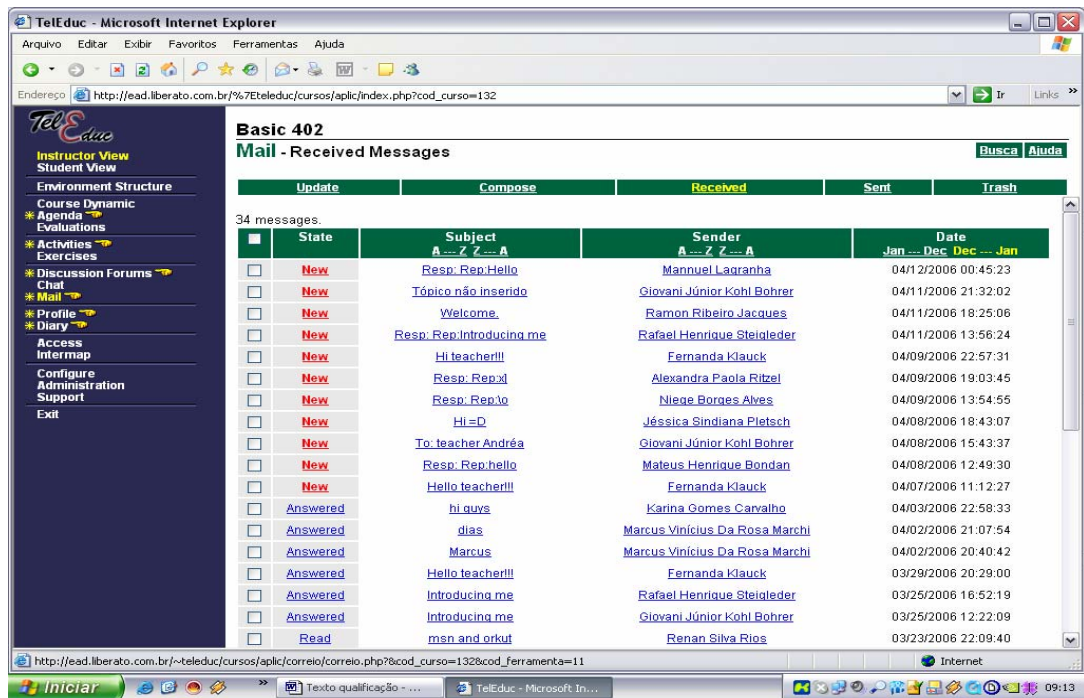 TelEduc - Microsoft Internet Explorer
Arquivo Editar Exibir Favoritos Ferramentas Ajuda
Endereço http://ead.liberato.com.br/%7Eteleduc/cursos/aplic/index.php?cod_curso=132 Ir Links »
TelEduc
Instructor View
Student View
Environment Structure
Course Dynamic
Agenda
Evaluations
Activities
Exercises
Discussion Forums
Chat
Mail
Profile
Diary
Access
Intermap
Configure
Administration
Support
Exit
Basic 402
Mail - Received Messages Busca Ajuda
Update Compose Received Sent Trash
34 messages.
State Subject Sender Date
A --- Z Z --- A A --- Z Z --- A Jan --- Dec Dec --- Jan
New Resp: Rep:Hello Mannuel Lagranha 04/12/2006 00:45:23
New Tópico não inserido Giovani Júnior Kohl Bohrer 04/11/2006 21:32:02
New Welcome. Ramon Ribeiro Jacques 04/11/2006 18:25:06
New Resp: Rep:Introducing me Rafael Henrique Steigleder 04/11/2006 13:56:24
New Hi teacher!!! Fernanda Klauck 04/09/2006 22:57:31
New Resp: Rep:x] Alexandra Paola Ritzel 04/09/2006 19:03:45
New Resp: Rep:\o Niege Borges Alves 04/09/2006 13:54:55
New Hi =D Jéssica Sindiana Pletsch 04/08/2006 18:43:07
New To: teacher Andréa Giovani Júnior Kohl Bohrer 04/08/2006 15:43:37
New Resp: Rep:hello Mateus Henrique Bondan 04/08/2006 12:49:30
New Hello teacher!!! Fernanda Klauck 04/07/2006 11:12:27
Answered hi guys Karina Gomes Carvalho 04/03/2006 22:58:33
Answered dias Marcus Vinícius Da Rosa Marchi 04/02/2006 21:07:54
Answered Marcus Marcus Vinícius Da Rosa Marchi 04/02/2006 20:40:42
Answered Hello teacher!!! Fernanda Klauck 03/29/2006 20:29:00
Answered Introducing me Rafael Henrique Steigleder 03/25/2006 16:52:19
Answered Introducing me Giovani Júnior Kohl Bohrer 03/25/2006 12:22:09
Read msn and orkut Renan Silva Rios 03/23/2006 22:09:40
http://ead.liberato.com.br/~teleduc/cursos/aplic/correio/correio.php?&cod_curso=132&cod_ferramenta=11 Internet
Iniciar » Texto qualificação - ... TelEduc - Microsoft In... 09:13